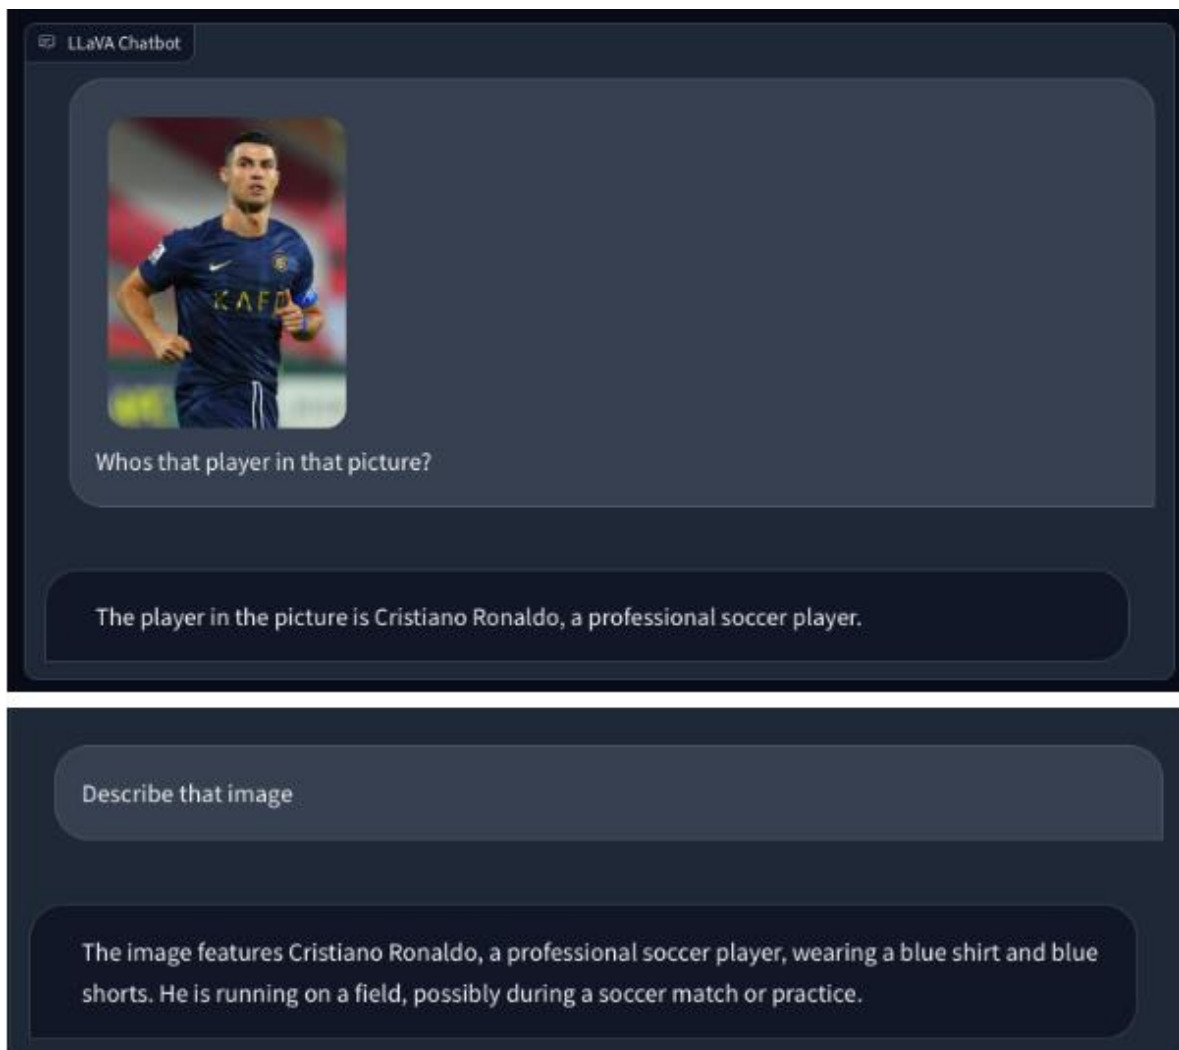 LLaVA Chatbot
KAF
Whos that player in that picture?
The player in the picture is Cristiano Ronaldo, a professional soccer player.
Describe that image
The image features Cristiano Ronaldo, a professional soccer player, wearing a blue shirt and blue
shorts. He is running on a field, possibly during a soccer match or practice.